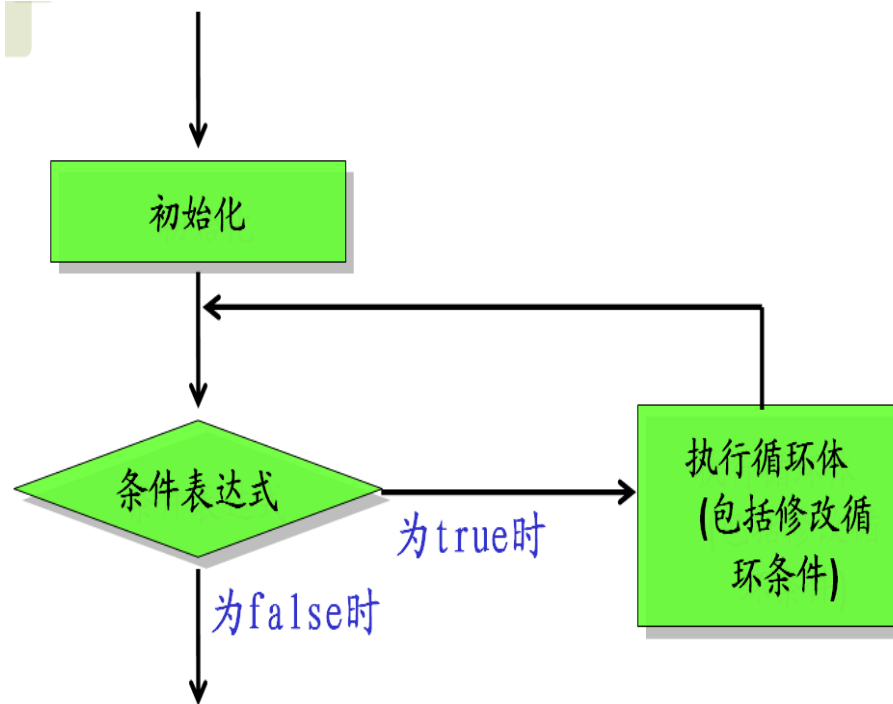 初始化
条件表达式
为true时
为false时
执行循环体
(包括修改循
环条件)